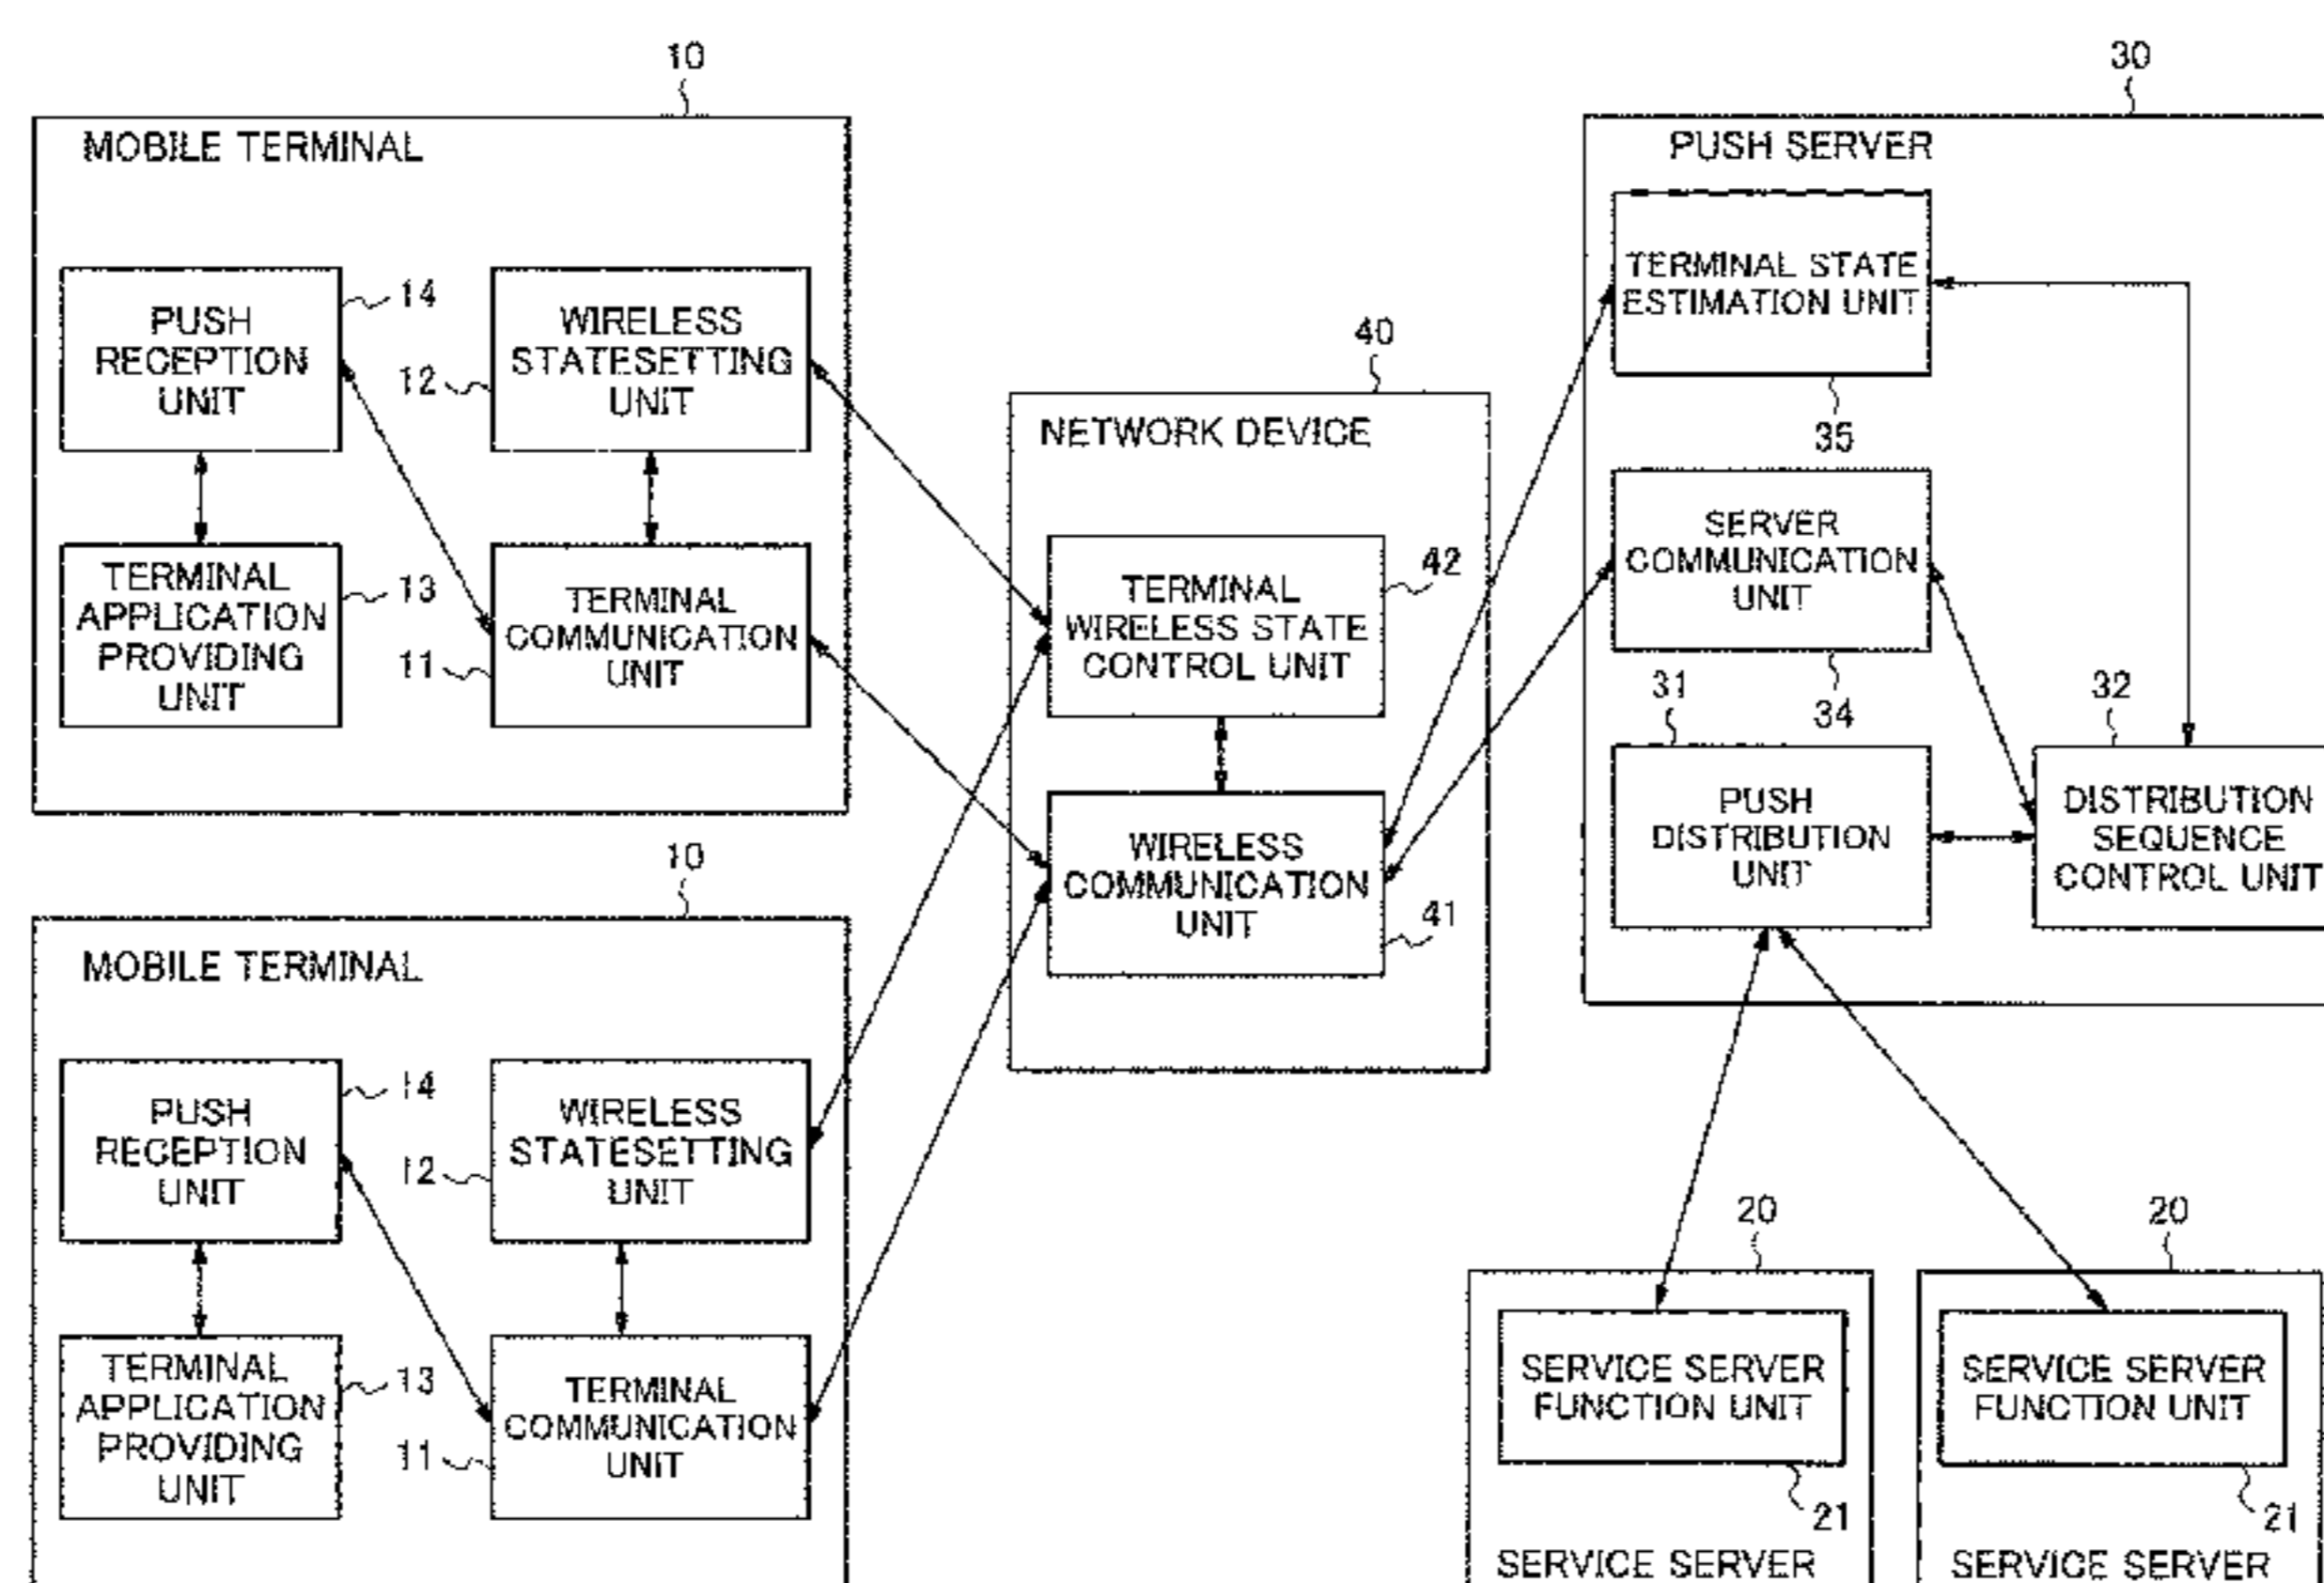 10
MOBILE TERMINAL
PUSH
RECEPTION
UNIT
14
12
WIRELESS
STATESETTING
UNIT
TERMINAL
APPLICATION
PROVIDING
UNIT
13
11
TERMINAL
COMMUNICATION
UNIT
10
MOBILE TERMINAL
PUSH
RECEPTION
UNIT
14
12
WIRELESS
STATESETTING
UNIT
TERMINAL
APPLICATION
PROVIDING
UNIT
13
11
TERMINAL
COMMUNICATION
UNIT
40
NETWORK DEVICE
TERMINAL
WIRELESS STATE
CONTROL UNIT
42
WIRELESS
COMMUNICATION
UNIT
41
30
PUSH SERVER
TERMINAL STATE
ESTIMATION UNIT
35
SERVER
COMMUNICATION
UNIT
34
31
PUSH
DISTRIBUTION
UNIT
32
DISTRIBUTION
SEQUENCE
CONTROL UNIT
20
SERVICE SERVER
FUNCTION UNIT
21
SERVICE SERVER
20
SERVICE SERVER
FUNCTION UNIT
21
SERVICE SERVER